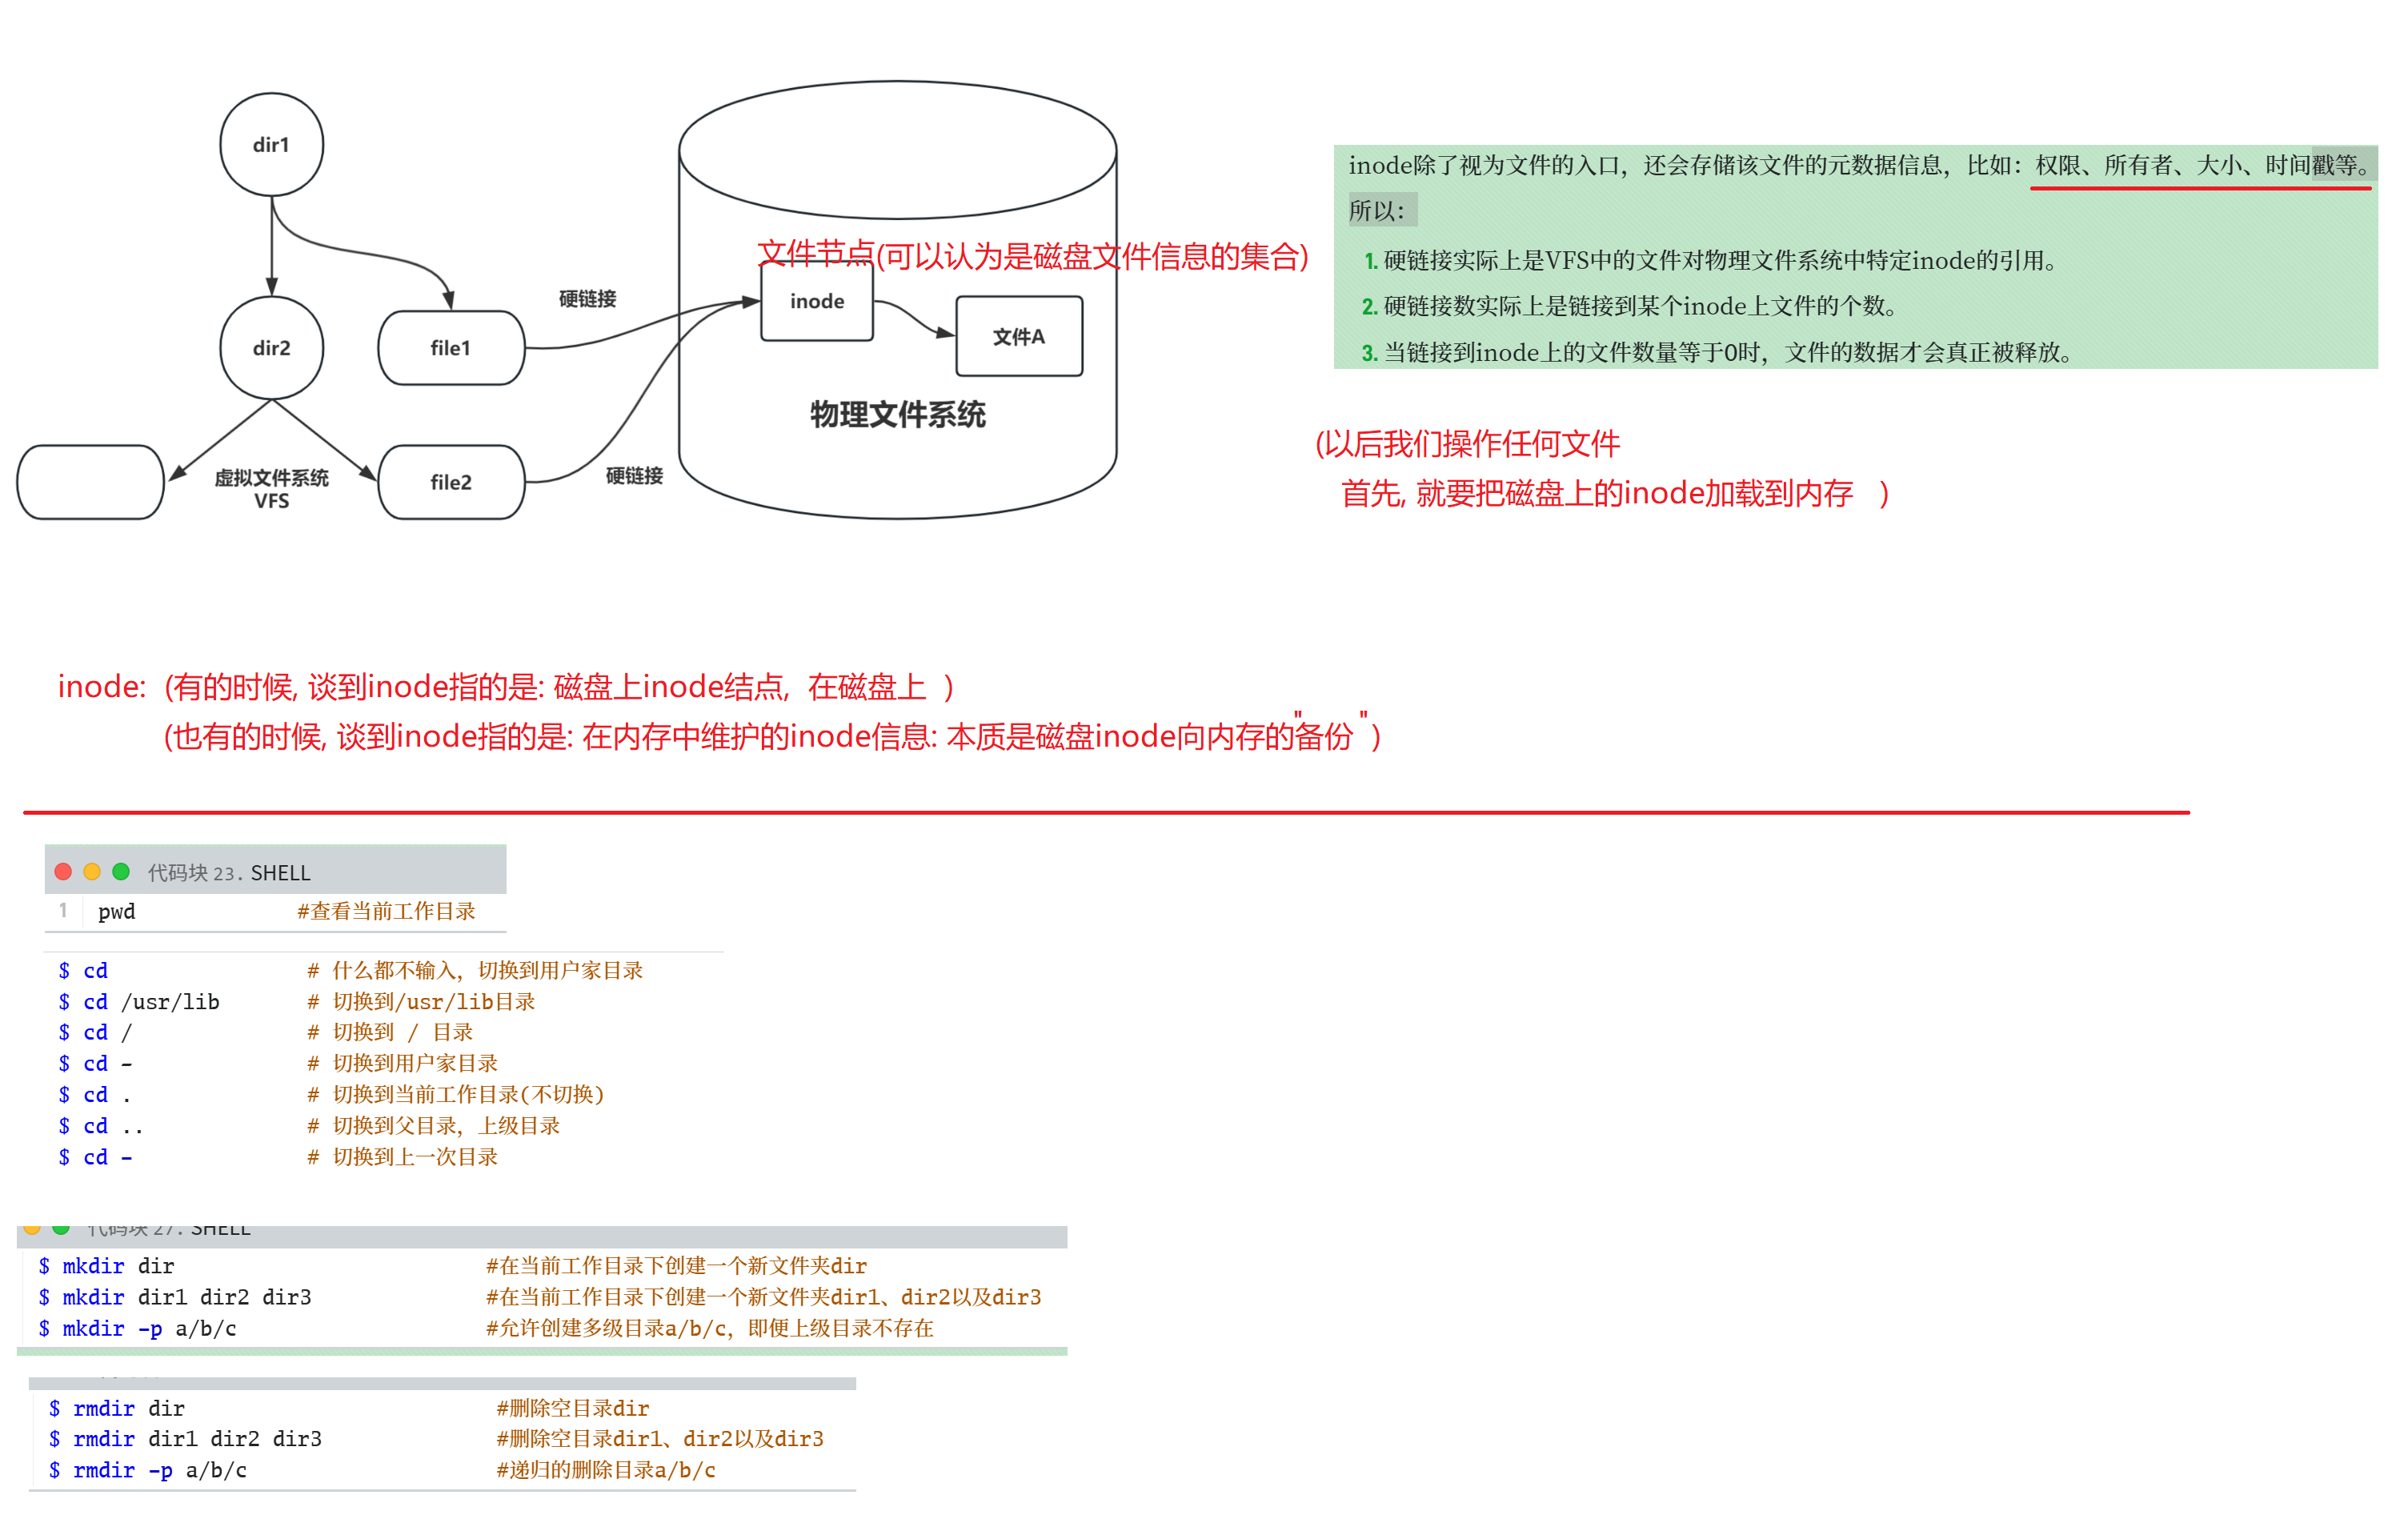 dir1
dir2
file1
file2
虚拟文件系统
VFS
硬链接
硬链接
文件节点(可以认为是磁盘文件信息的集合)
inode
文件A
物理文件系统
inode除了视为文件的入口，还会存储该文件的元数据信息，比如：权限、所有者、大小、时间戳等。
所以：
1. 硬链接实际上是VFS中的文件对物理文件系统中特定inode的引用。
2. 硬链接数实际上是链接到某个inode上文件的个数。
3. 当链接到inode上的文件数量等于0时，文件的数据才会真正被释放。
(以后我们操作任何文件
首先, 就要把磁盘上的inode加载到内存 )
inode: (有的时候, 谈到inode指的是: 磁盘上inode结点, 在磁盘上 )
(也有的时候, 谈到inode指的是: 在内存中维护的inode信息: 本质是磁盘inode向内存的"备份" )
代码块 23. SHELL
1 pwd #查看当前工作目录
$ cd # 什么都不输入，切换到用户家目录
$ cd /usr/lib # 切换到/usr/lib目录
$ cd / # 切换到 / 目录
$ cd - # 切换到用户家目录
$ cd . # 切换到当前工作目录(不切换)
$ cd .. # 切换到父目录，上级目录
$ cd - # 切换到上一次目录
代码块 27. SHELL
$ mkdir dir #在当前工作目录下创建一个新文件夹dir
$ mkdir dir1 dir2 dir3 #在当前工作目录下创建一个新文件夹dir1、dir2以及dir3
$ mkdir -p a/b/c #允许创建多级目录a/b/c，即便上级目录不存在
$ rmdir dir #删除空目录dir
$ rmdir dir1 dir2 dir3 #删除空目录dir1、dir2以及dir3
$ rmdir -p a/b/c #递归的删除目录a/b/c